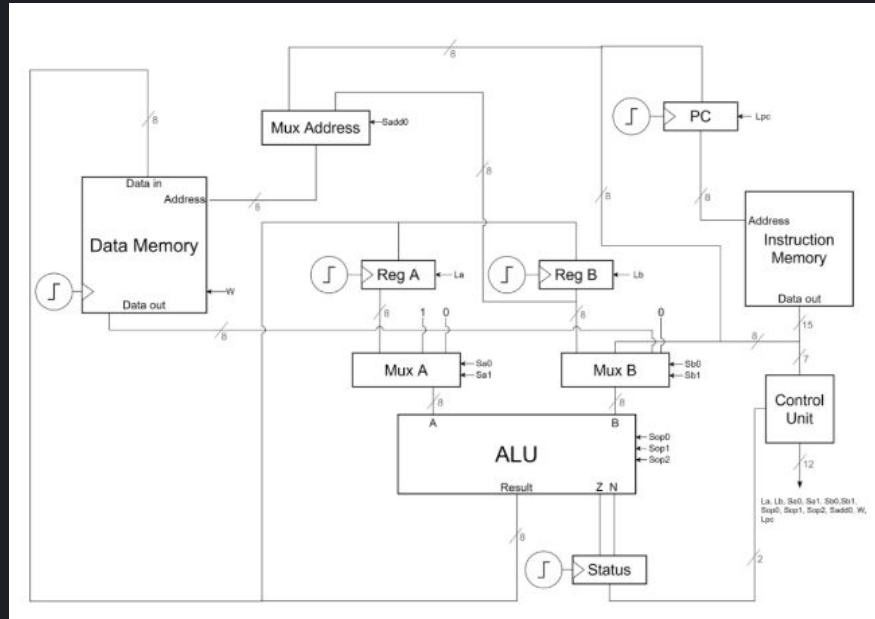 8
8
Mux Address
Sadd0
PC
Lpc
Data in
Address
8
8
8
8
Address
Data Memory
Instruction
Memory
Reg A
La
Reg B
Lb
W
Data out
Data out
8
8
1
0
8
0
8
15
7
Mux A
Sa0
Sa1
Mux B
Sb0
Sb1
Control
Unit
8
8
A
B
ALU
Sop0
Sop1
Sop2
12
Result
Z N
La, Lb, Sa0, Sa1, Sb0,Sb1,
Sop0, Sop1, Sop2, Sadd0, W,
Lpc
8
2
Status